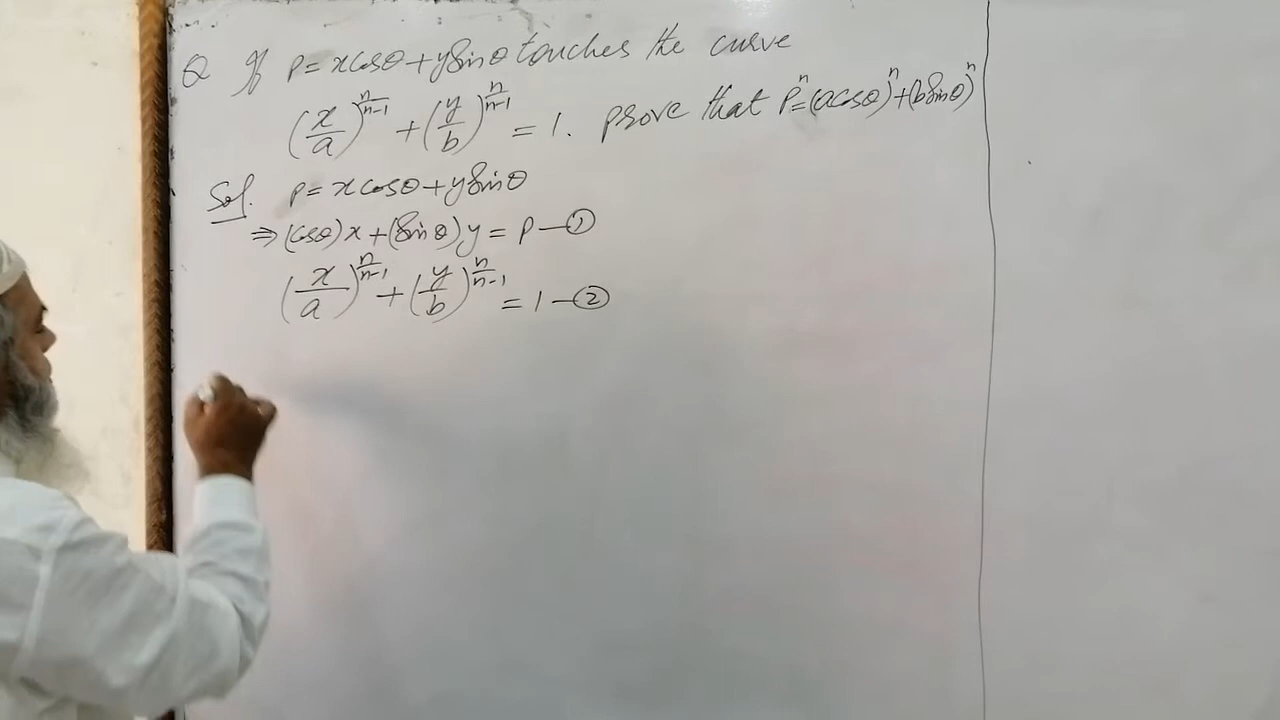 Q If p = x cosθ + y Sinθ touches the curve
(x/a)^(n/(n-1)) + (y/b)^(n/(n-1)) = 1. prove that p^n = (a cosθ)^n + (b Sinθ)^n
Sol. p = x cosθ + y Sinθ
⇒ (cosθ)x + (Sinθ)y = p — ①
(x/a)^(n/(n-1)) + (y/b)^(n/(n-1)) = 1 — ②